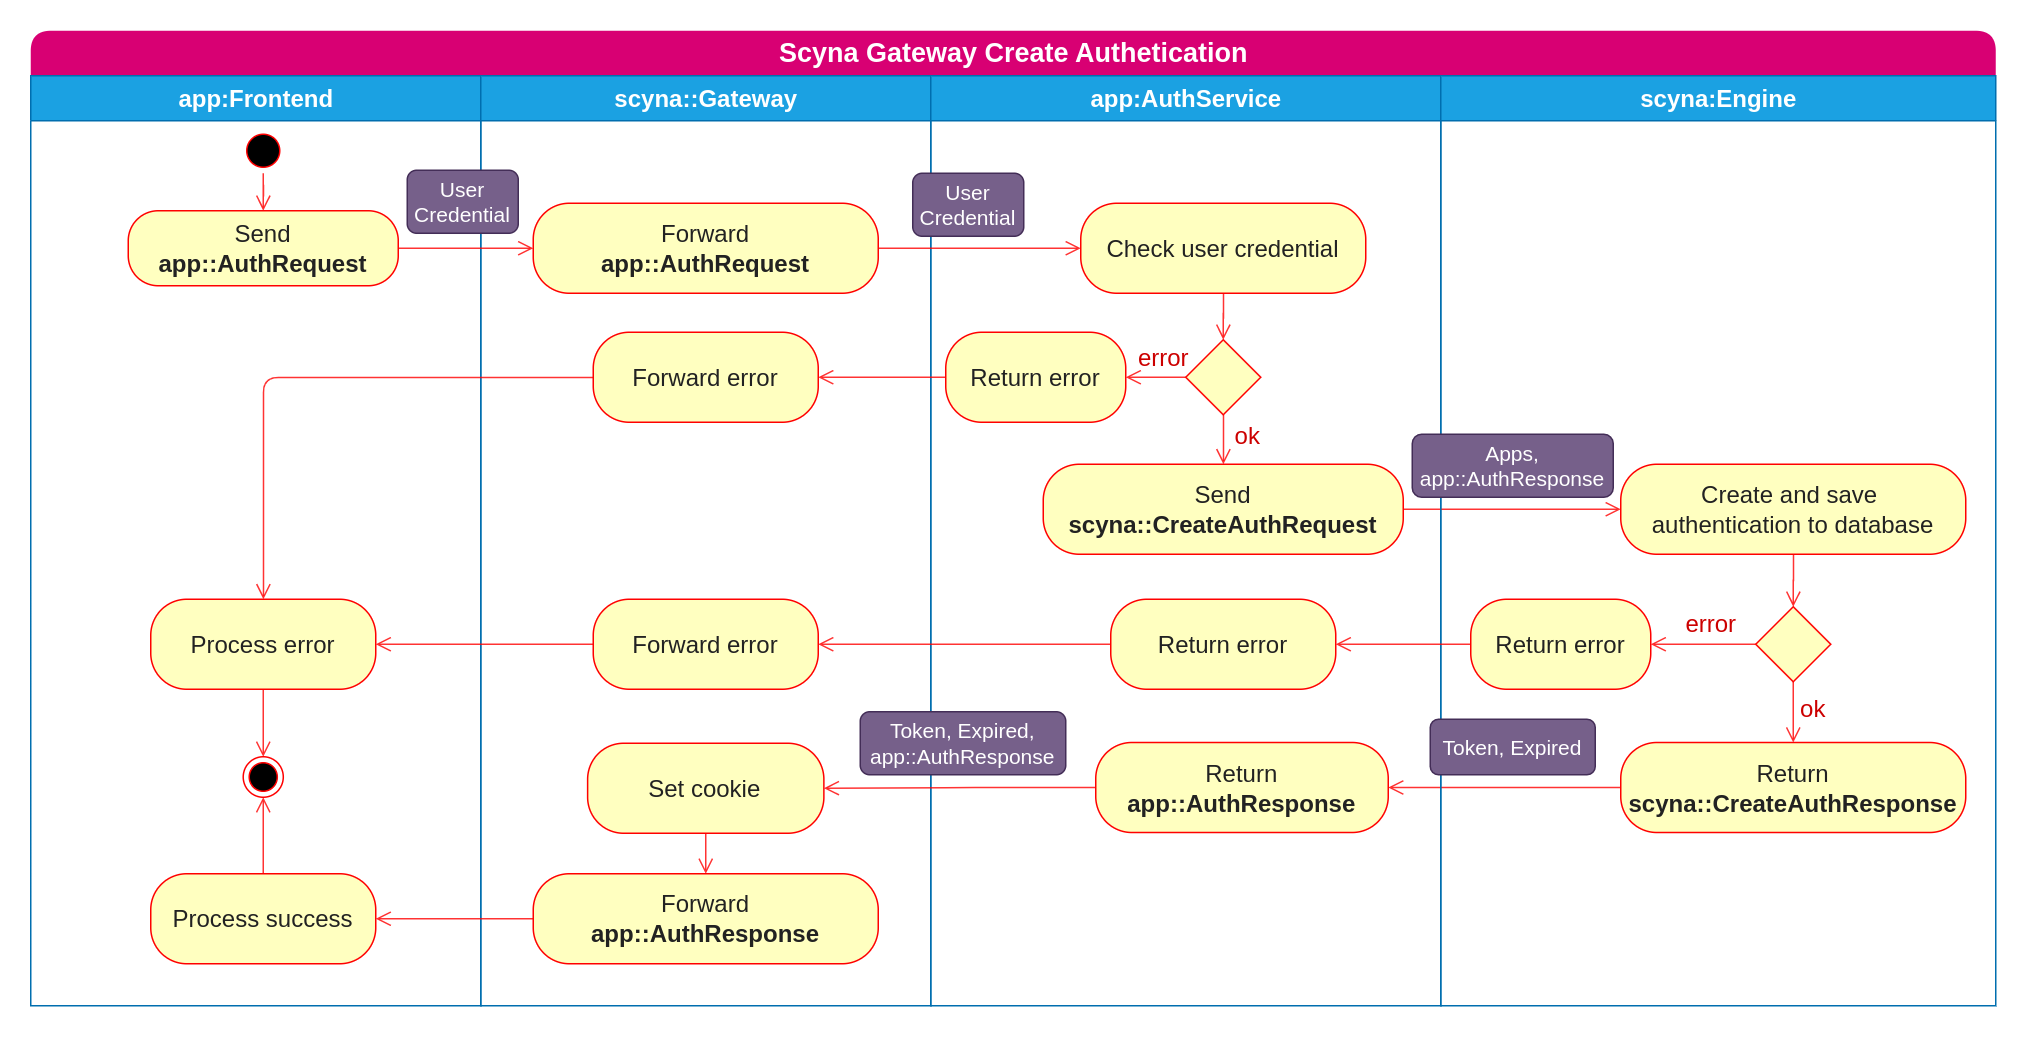 Scyna Gateway Create Authetication
app:Frontend
scyna::Gateway
app:AuthService
scyna:Engine
User
Credential
User
Credential
Send
app::AuthRequest
Forward
app::AuthRequest
Check user credential
error
Forward error
Return error
ok
Apps,
app::AuthResponse
Send
scyna::CreateAuthRequest
Create and save
authentication to database
error
Process error
Forward error
Return error
Return error
ok
Token, Expired,
app::AuthResponse
Token, Expired
Set cookie
Return
app::AuthResponse
Return
scyna::CreateAuthResponse
Process success
Forward
app::AuthResponse